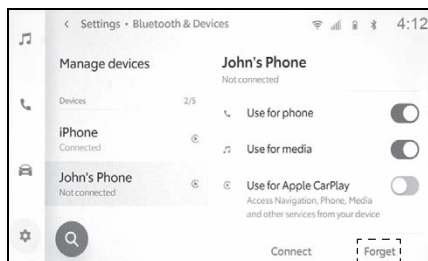 Settings • Bluetooth & Devices
4:12
Manage devices
Devices
2/5
iPhone
Connected
John's Phone
Not connected
John's Phone
Not connected
Use for phone
Use for media
Use for Apple CarPlay
Access Navigation, Phone, Media
and other services from your device
Connect
Forget